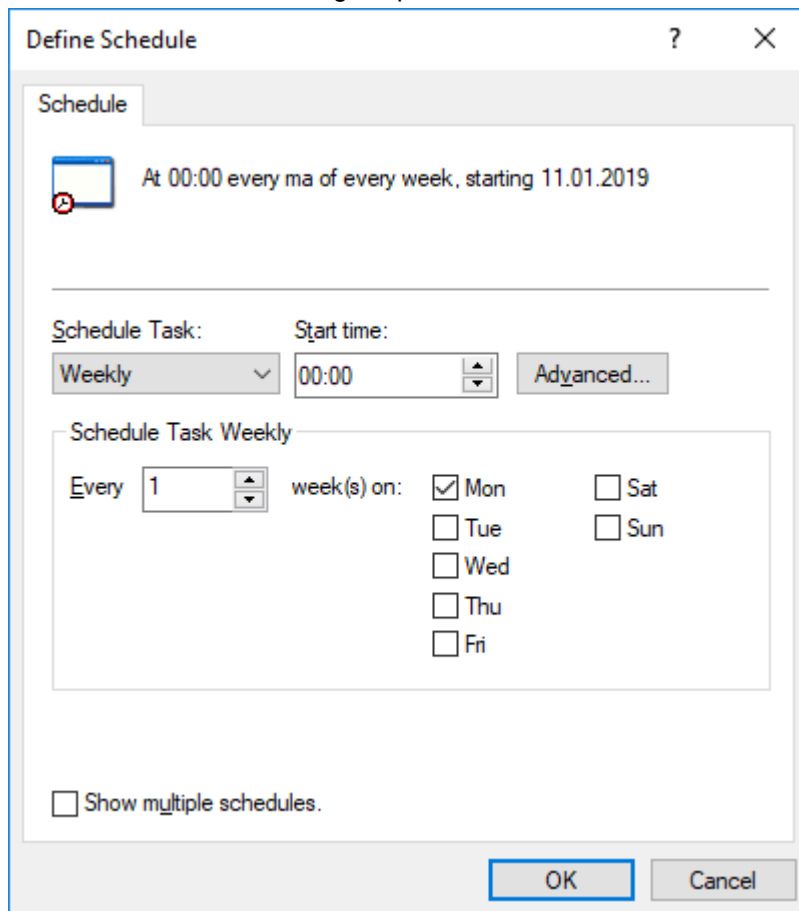 Define Schedule
Schedule
At 00:00 every ma of every week, starting 11.01.2019
Schedule Task: Start time:
Weekly 00:00 Advanced...
Schedule Task Weekly
Every 1 week(s) on: Mon Sat
Tue Sun
Wed
Thu
Fri
Show multiple schedules.
OK Cancel